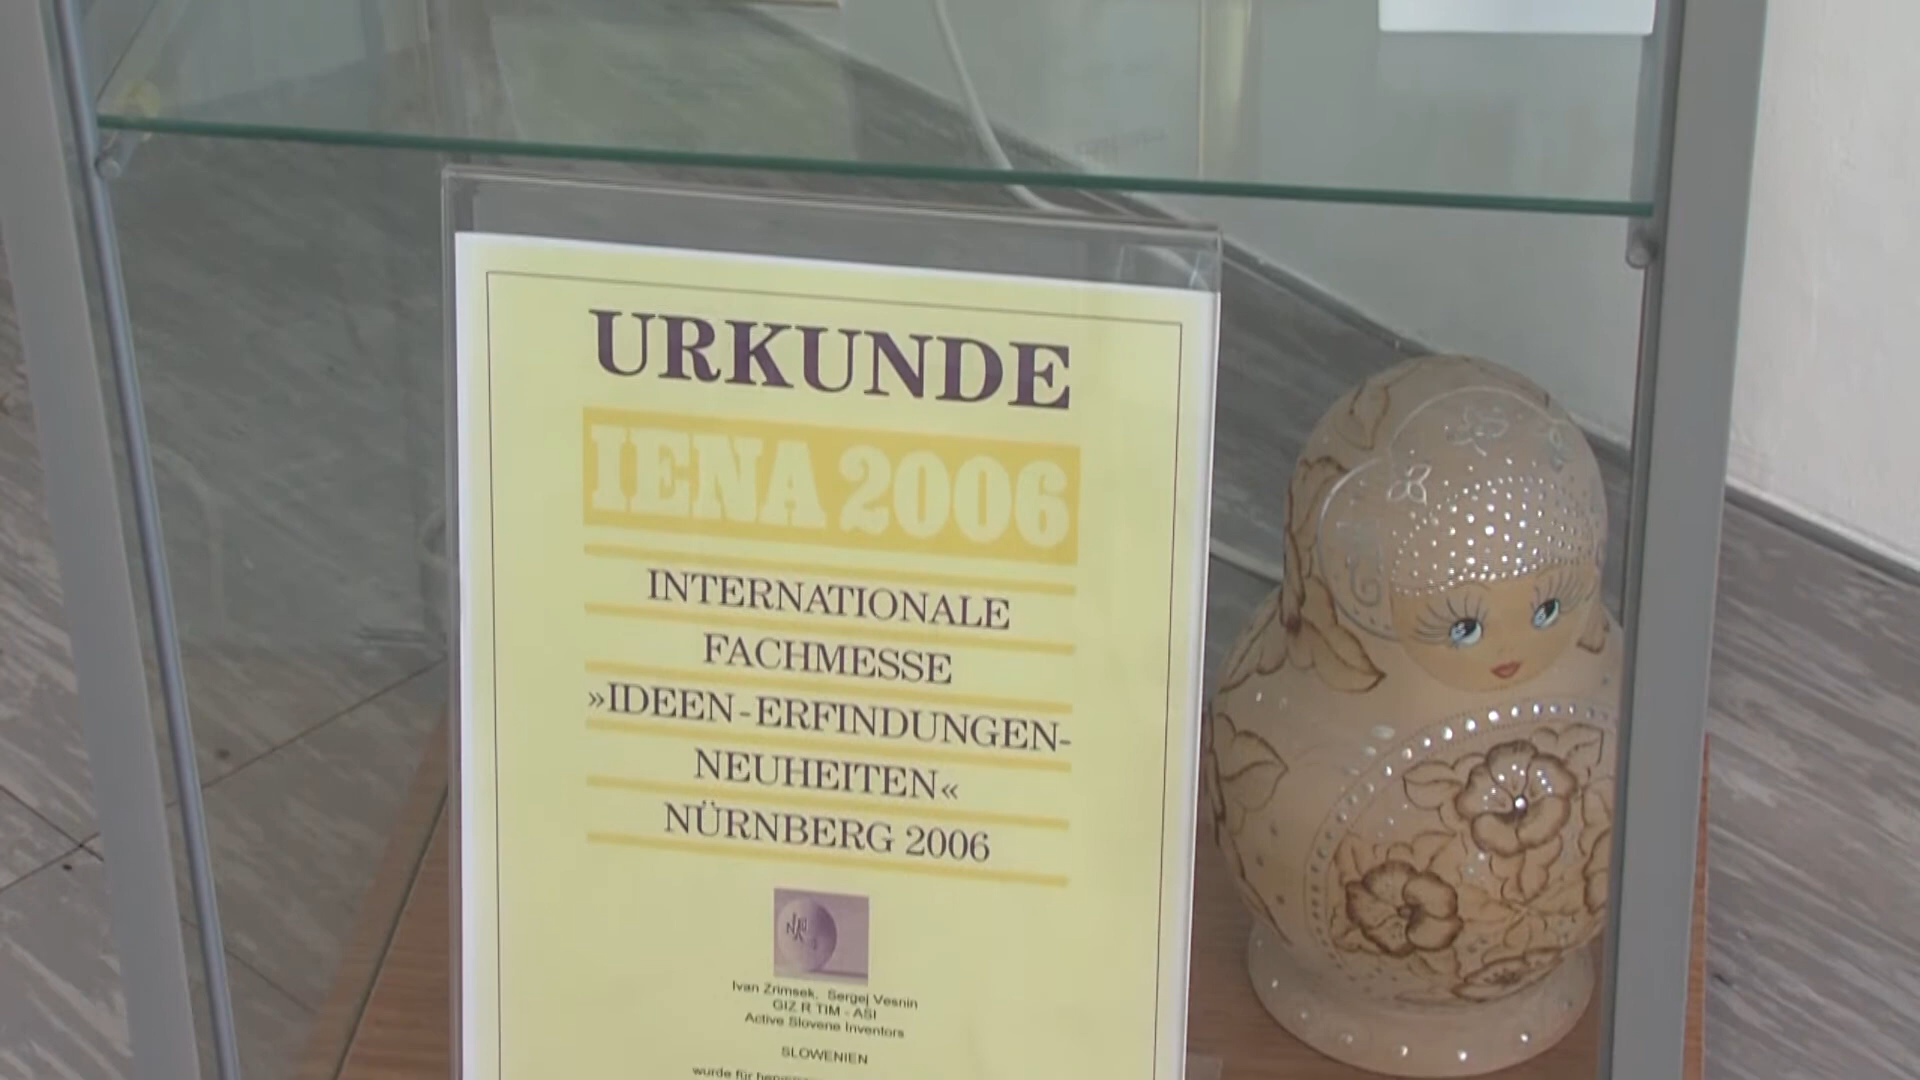 URKUNDE
IENA 2006
INTERNATIONALE
FACHMESSE
»IDEEN-ERFINDUNGEN-
NEUHEITEN«
NÜRNBERG 2006
Ivan Zrimsek, Sergej Vesnin
GIZ R TIM - ASI
Active Slovene Inventors
SLOWENIEN
wurde für